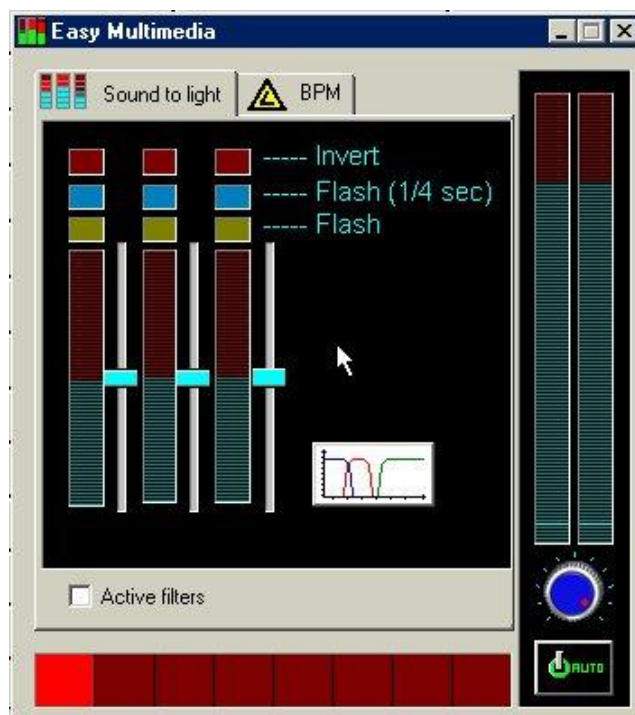 Easy Multimedia
Sound to light
BPM
----- Invert
----- Flash (1/4 sec)
----- Flash
Active filters
AUTO